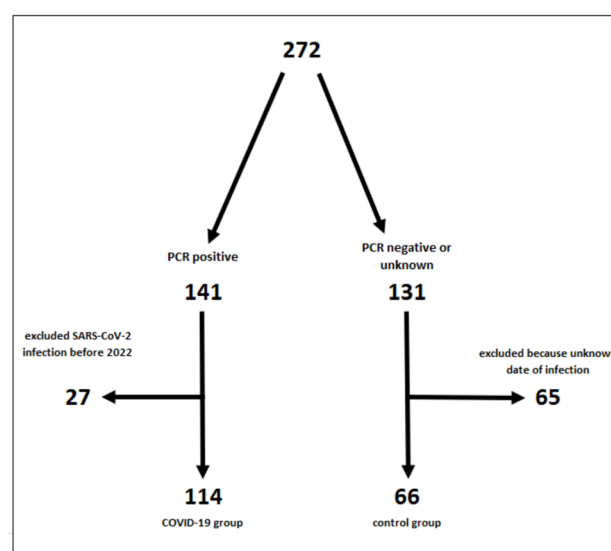 272
PCR positive
141
PCR negative or
unknown
131
excluded SARS-CoV-2
infection before 2022
27
excluded because unknow
date of infection
65
114
COVID-19 group
66
control group